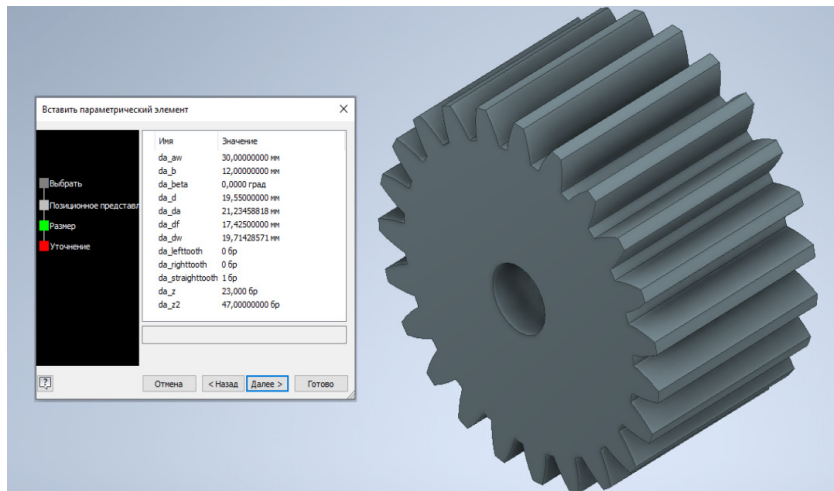 Вставить параметрический элемент
Выбрать
Позиционное представл
Размер
Уточнение
Имя Значение
da_aw 30,00000000 мм
da_b 12,00000000 мм
da_beta 0,0000 град
da_d 19,55000000 мм
da_da 21,23458818 мм
da_df 17,42500000 мм
da_dw 19,71428571 мм
da_lefttooth 0 бр
da_righttooth 0 бр
da_straighttooth 1 бр
da_z 23,000 бр
da_z2 47,00000000 бр
? Отмена < Назад Далее > Готово